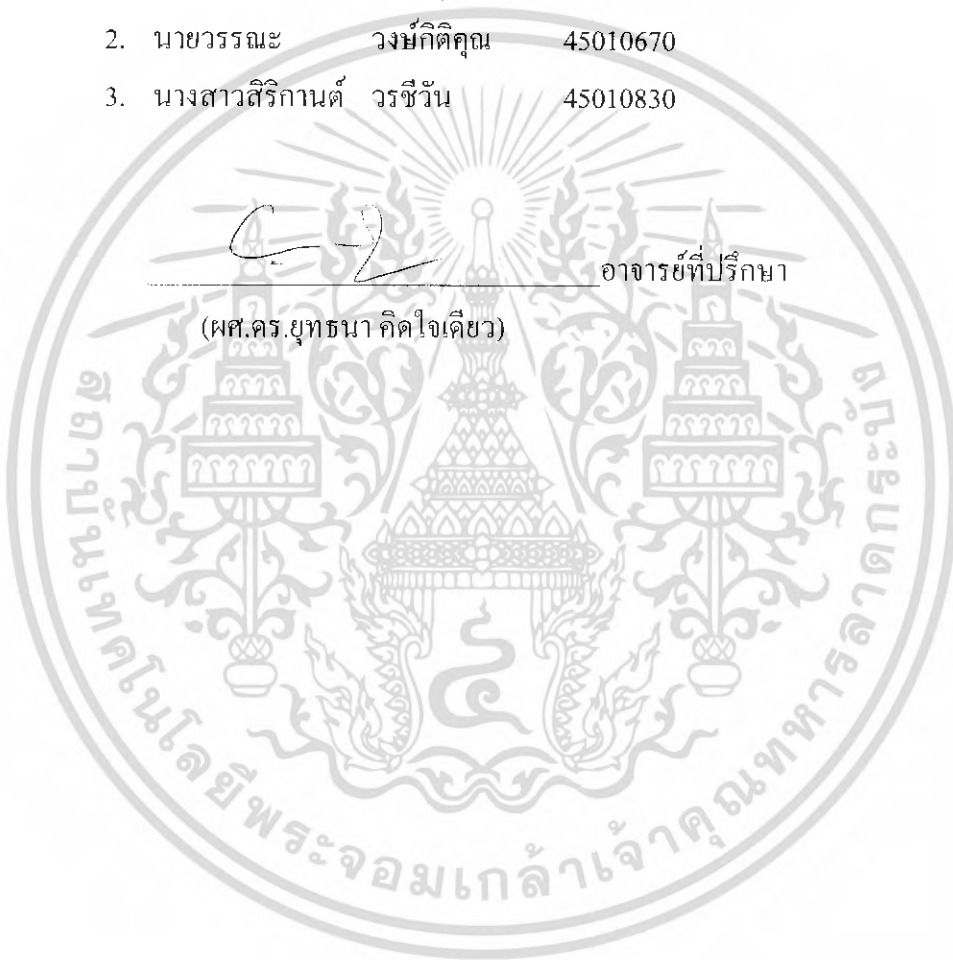 2. นายวรรณะ วงษ์กิติคุณ 45010670
3. นางสาวสิริกานต์ วรชีวัน 45010830
อาจารย์ที่ปรึกษา
(ผศ.ดร.ยุทธนา คิดใจเดียว)
สถาบันเทคโนโลยีพระจอมเกล้าเจ้าคุณทหารลาดกระบัง